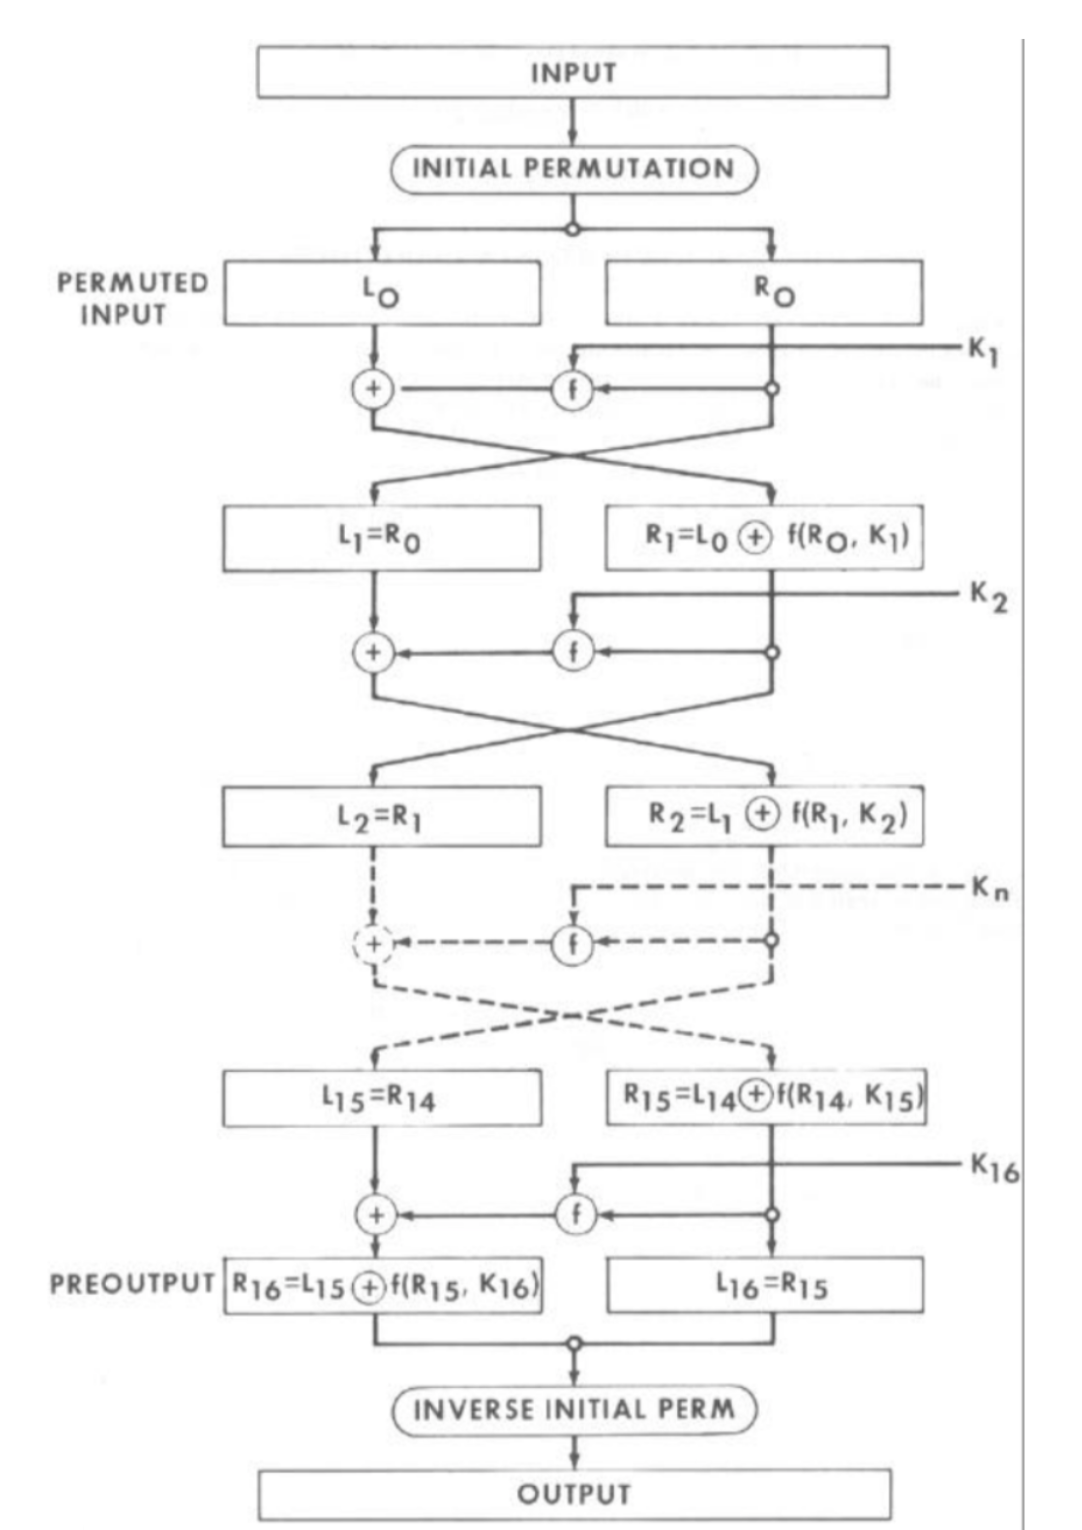 INPUT
INITIAL PERMUTATION
PERMUTED
INPUT
L₀
R₀
K₁
+
f
L₁=R₀
R₁=L₀ ⊕ f(R₀, K₁)
K₂
+
f
L₂=R₁
R₂=L₁ ⊕ f(R₁, K₂)
Kₙ
+
f
L₁₅=R₁₄
R₁₅=L₁₄⊕f(R₁₄, K₁₅)
K₁₆
+
f
PREOUTPUT
R₁₆=L₁₅⊕f(R₁₅, K₁₆)
L₁₆=R₁₅
INVERSE INITIAL PERM
OUTPUT